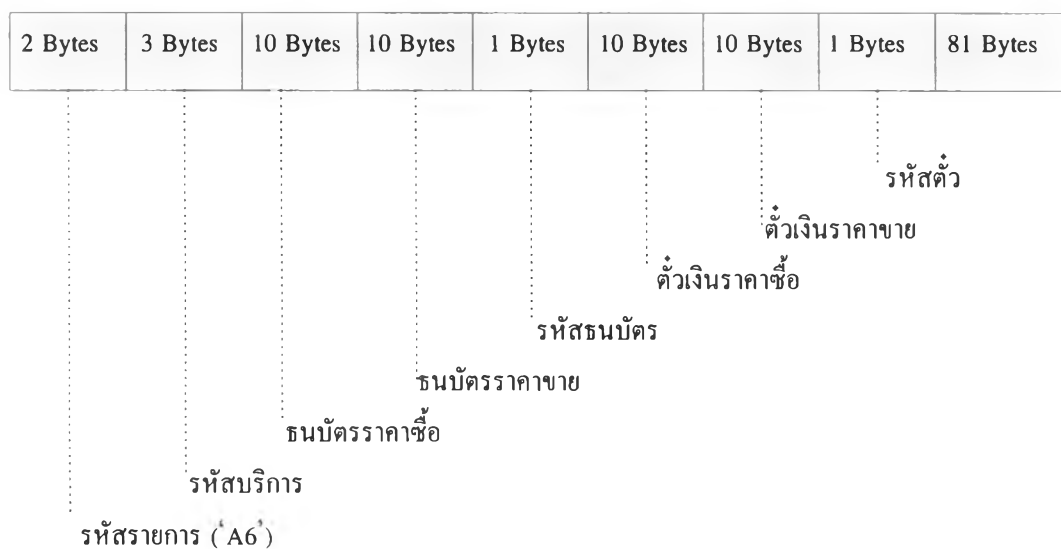 2 Bytes 3 Bytes 10 Bytes 10 Bytes 1 Bytes 10 Bytes 10 Bytes 1 Bytes 81 Bytes
รหัสตั๋ว
ตั๋วเงินราคาขาย
ตั๋วเงินราคาซื้อ
รหัสธนบัตร
ธนบัตรราคาขาย
ธนบัตรราคาซื้อ
รหัสบริการ
รหัสรายการ ('A6')